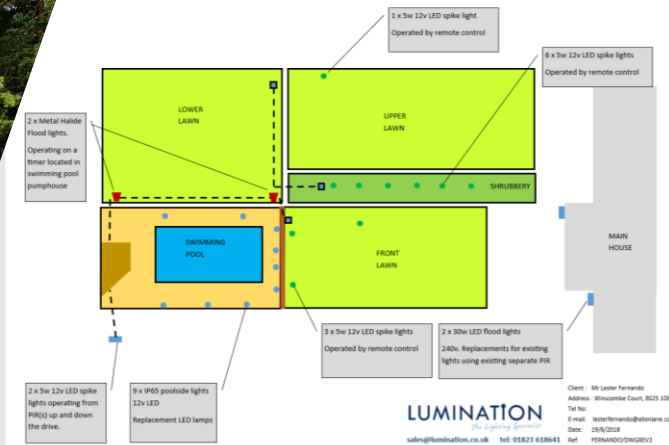 1 x 5w 12v LED spike light
Operated by remote control
6 x 5w 12v LED spike lights
Operated by remote control
2 x Metal Halide
Flood lights.
Operating on a
timer located in
swimming pool
pumphouse
LOWER
LAWN
UPPER
LAWN
SHRUBBERY
SWIMMING
POOL
FRONT
LAWN
MAIN
HOUSE
3 x 5w 12v LED spike lights
Operated by remote control
2 x 30w LED flood lights
240v. Replacements for existing
lights using existing separate PIR
2 x 5w 12v LED spike
lights operating from
PIR(s) up and down
the drive.
9 x IP65 poolside lights
12v LED
Replacement LED lamps
LUMINATION
The Lighting Specialist
sales@lumination.co.uk tel: 01823 618641
Client : Mr Lester Fernando
Address : Winscombe Court, BS25 1DE
Tel No:
E-mail: lesterfernando@allenlane.co
Date: 19/6/2018
Ref: FERNANDO/DWGREV2